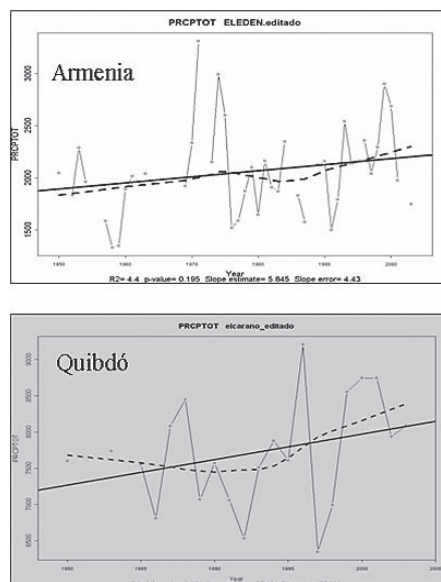 PRCPTOT ELEDEN.editado
Armenia
PRCPTOT
3000
2500
2000
1500
1950
1960
1970
1980
1990
2000
Year
R2= 4.4 p-value= 0.195 Slope estimate= 5.845 Slope error= 4.43
PRCPTOT elcarano_editado
Quibdó
PRCPTOT
9000
8500
8000
7500
7000
6500
1980
1985
1990
1995
2000
2005
Year